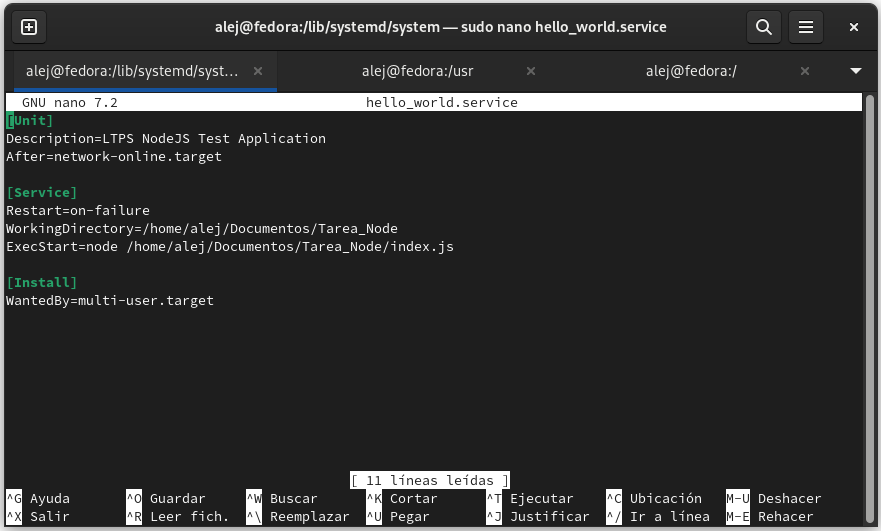 alej@fedora:/lib/systemd/system — sudo nano hello_world.service
alej@fedora:/lib/systemd/syst… × alej@fedora:/usr × alej@fedora:/ ×
GNU nano 7.2 hello_world.service
[Unit]
Description=LTPS NodeJS Test Application
After=network-online.target
[Service]
Restart=on-failure
WorkingDirectory=/home/alej/Documentos/Tarea_Node
ExecStart=node /home/alej/Documentos/Tarea_Node/index.js
[Install]
WantedBy=multi-user.target
[ 11 líneas leídas ]
^G Ayuda ^O Guardar ^W Buscar ^K Cortar ^T Ejecutar ^C Ubicación M-U Deshacer
^X Salir ^R Leer fich. ^\ Reemplazar ^U Pegar ^J Justificar ^/ Ir a línea M-E Rehacer